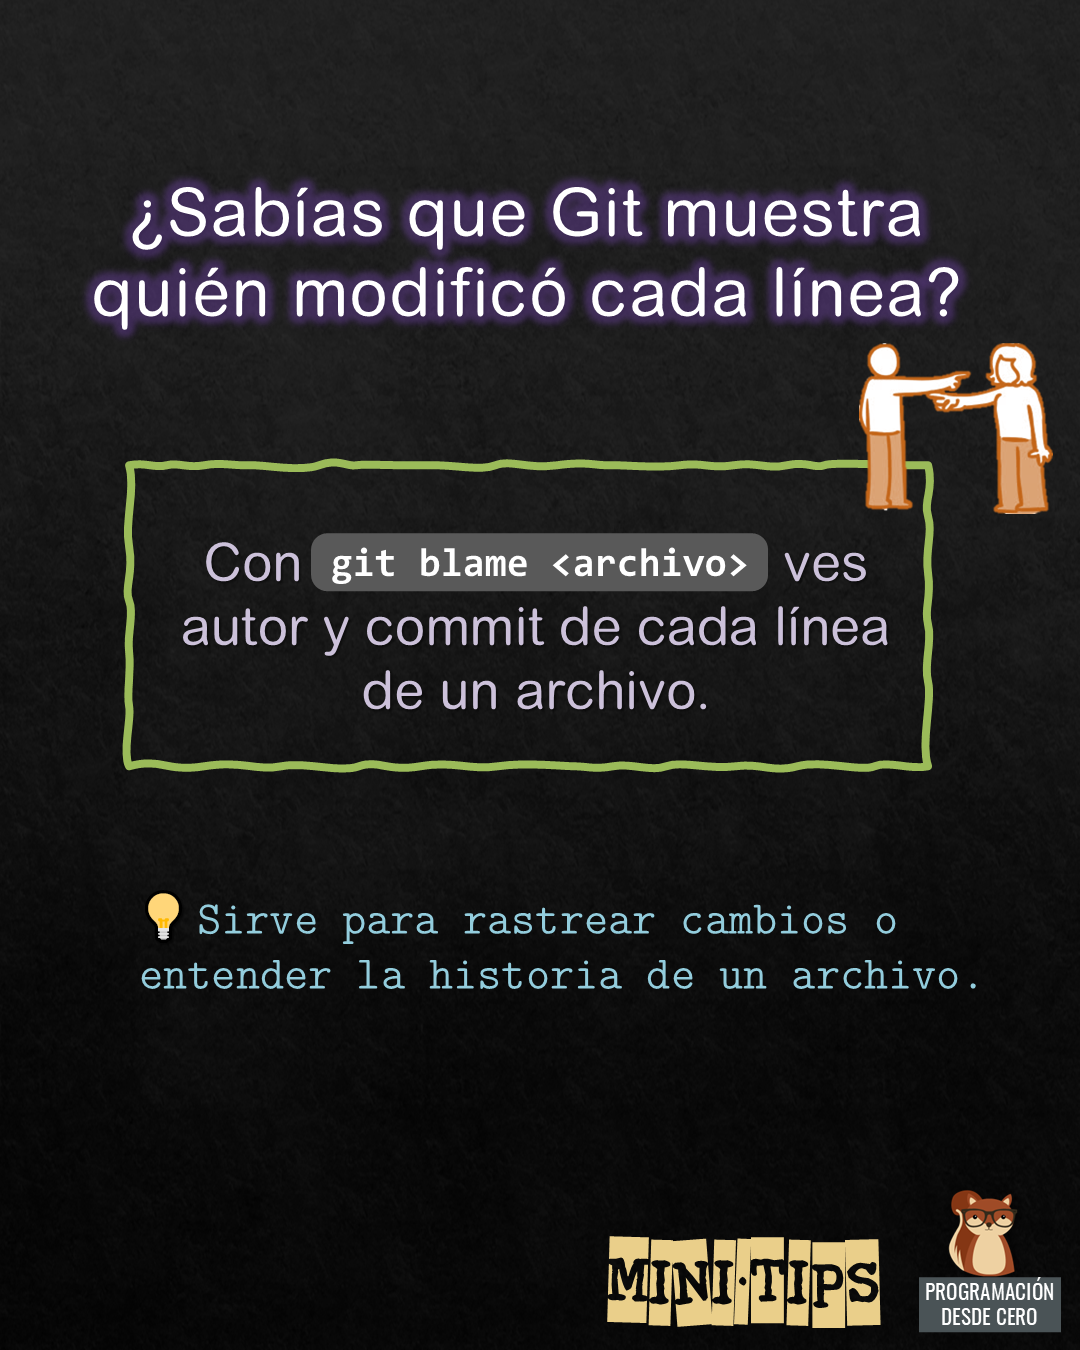 ¿Sabías que Git muestra
quién modificó cada línea?
Con git blame <archivo> ves
autor y commit de cada línea
de un archivo.
Sirve para rastrear cambios o
entender la historia de un archivo.
MINI·TIPS
PROGRAMACIÓN
DESDE CERO